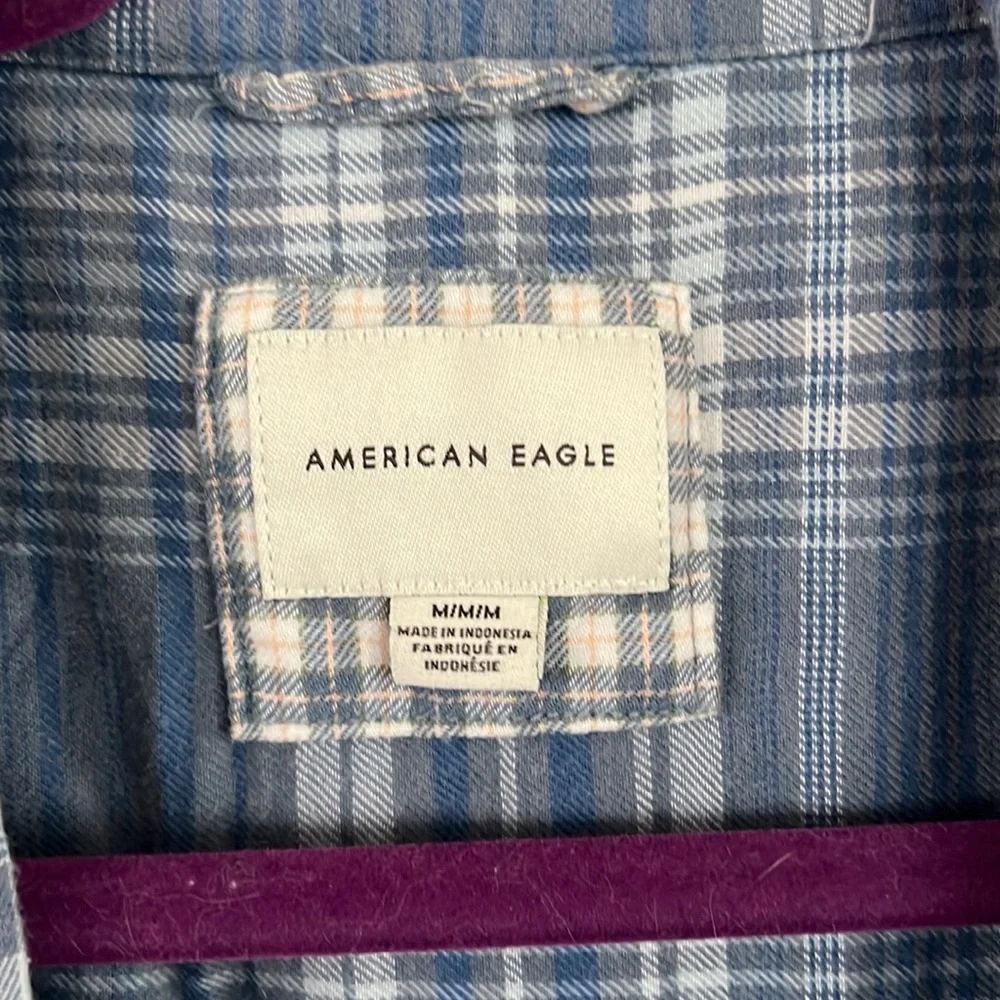 AMERICAN EAGLE
M/M/M
MADE IN INDONESIA
FABRIQUÉ EN
INDONÉSIE